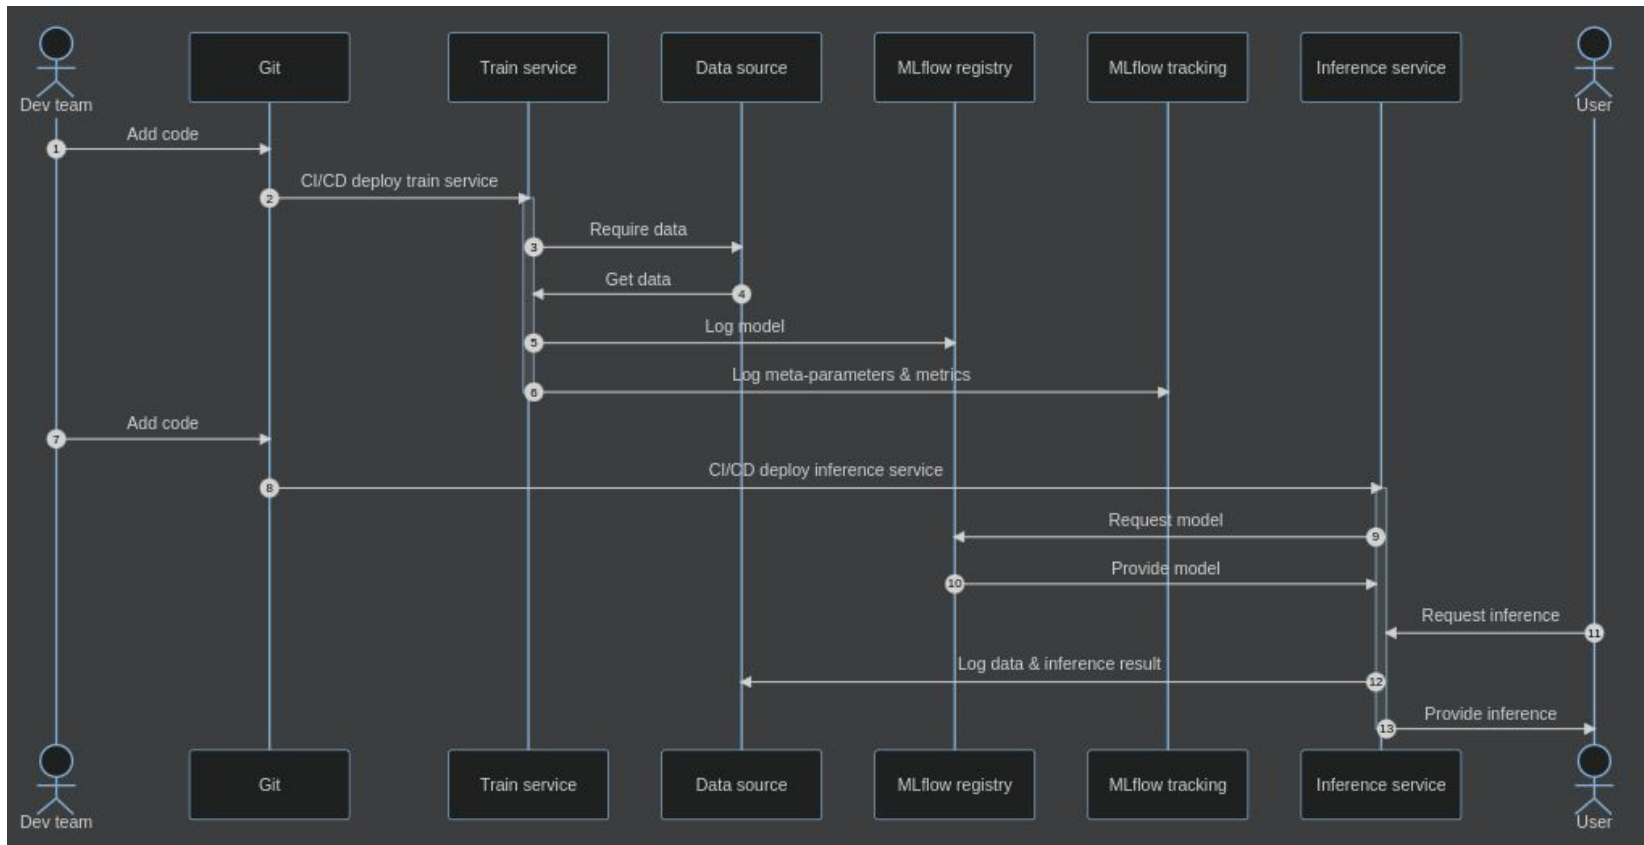 Dev team
Git
Train service
Data source
MLflow registry
MLflow tracking
Inference service
User
Add code
1
CI/CD deploy train service
2
Require data
3
Get data
4
Log model
5
Log meta-parameters & metrics
6
Add code
7
CI/CD deploy inference service
8
Request model
9
Provide model
10
Request inference
11
Log data & inference result
12
Provide inference
13
Dev team
Git
Train service
Data source
MLflow registry
MLflow tracking
Inference service
User